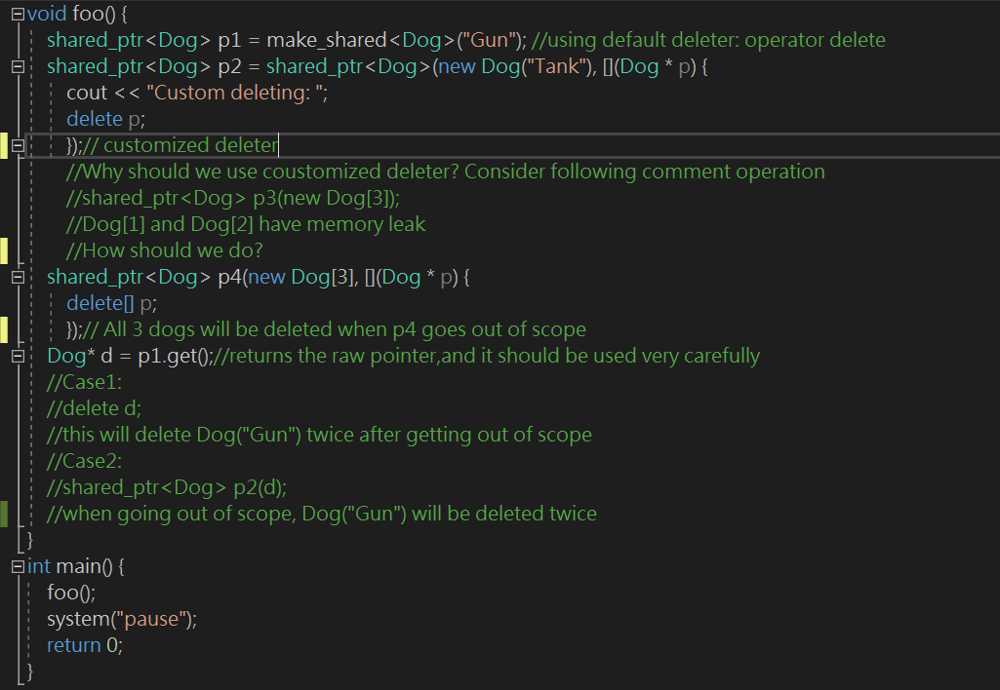 void foo() {
shared_ptr<Dog> p1 = make_shared<Dog>("Gun"); //using default deleter: operator delete
shared_ptr<Dog> p2 = shared_ptr<Dog>(new Dog("Tank"), [](Dog * p) {
cout << "Custom deleting: ";
delete p;
});// customized deleter
//Why should we use coustomized deleter? Consider following comment operation
//shared_ptr<Dog> p3(new Dog[3]);
//Dog[1] and Dog[2] have memory leak
//How should we do?
shared_ptr<Dog> p4(new Dog[3], [](Dog * p) {
delete[] p;
});// All 3 dogs will be deleted when p4 goes out of scope
Dog* d = p1.get();//returns the raw pointer,and it should be used very carefully
//Case1:
//delete d;
//this will delete Dog("Gun") twice after getting out of scope
//Case2:
//shared_ptr<Dog> p2(d);
//when going out of scope, Dog("Gun") will be deleted twice
}
int main() {
foo();
system("pause");
return 0;
}